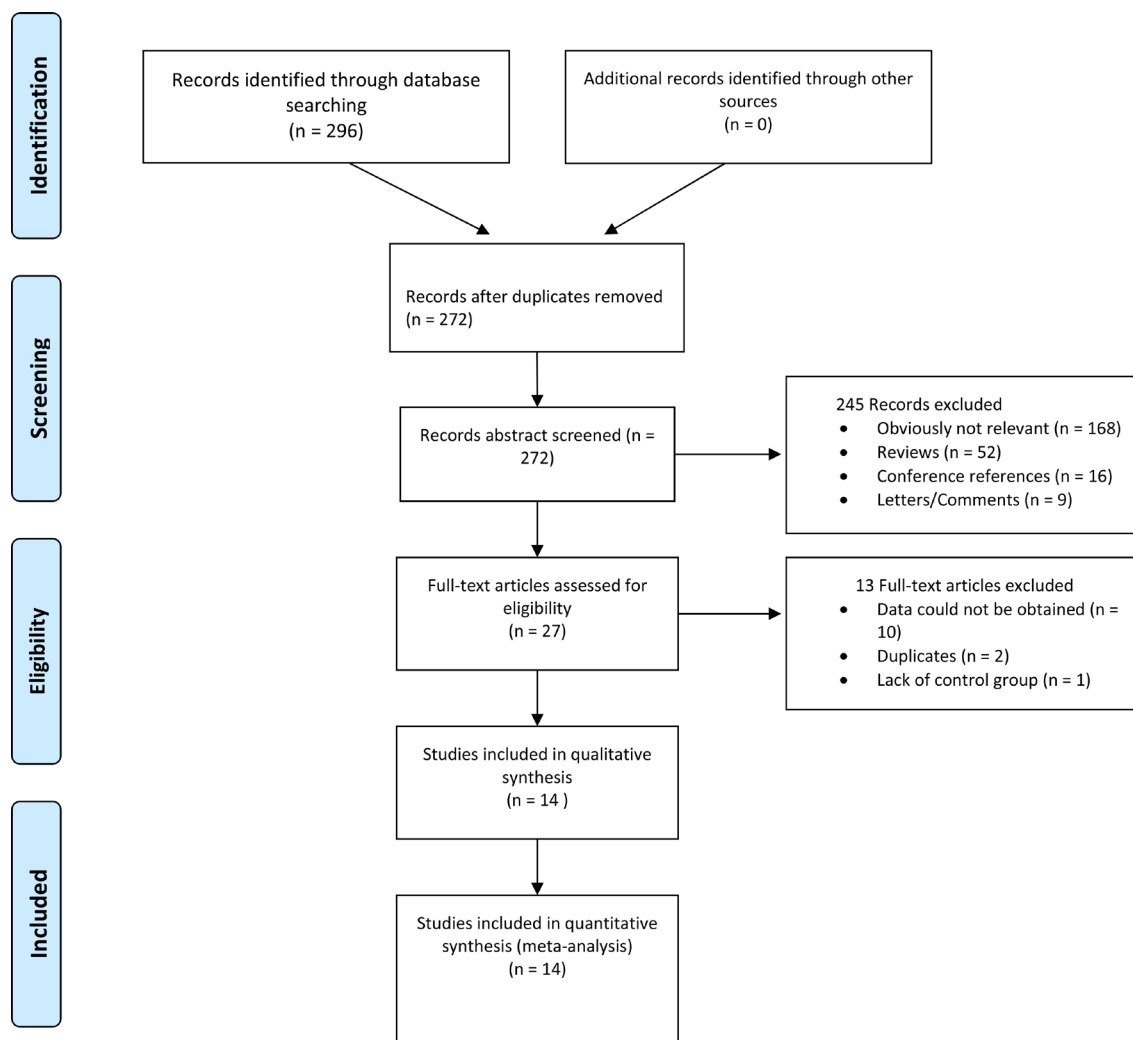 Identification
Records identified through database
searching
(n = 296)
Additional records identified through other
sources
(n = 0)
Screening
Records after duplicates removed
(n = 272)
Records abstract screened (n =
272)
245 Records excluded
• Obviously not relevant (n = 168)
• Reviews (n = 52)
• Conference references (n = 16)
• Letters/Comments (n = 9)
Eligibility
Full-text articles assessed for
eligibility
(n = 27)
13 Full-text articles excluded
• Data could not be obtained (n =
10)
• Duplicates (n = 2)
• Lack of control group (n = 1)
Studies included in qualitative
synthesis
(n = 14 )
Included
Studies included in quantitative
synthesis (meta-analysis)
(n = 14)